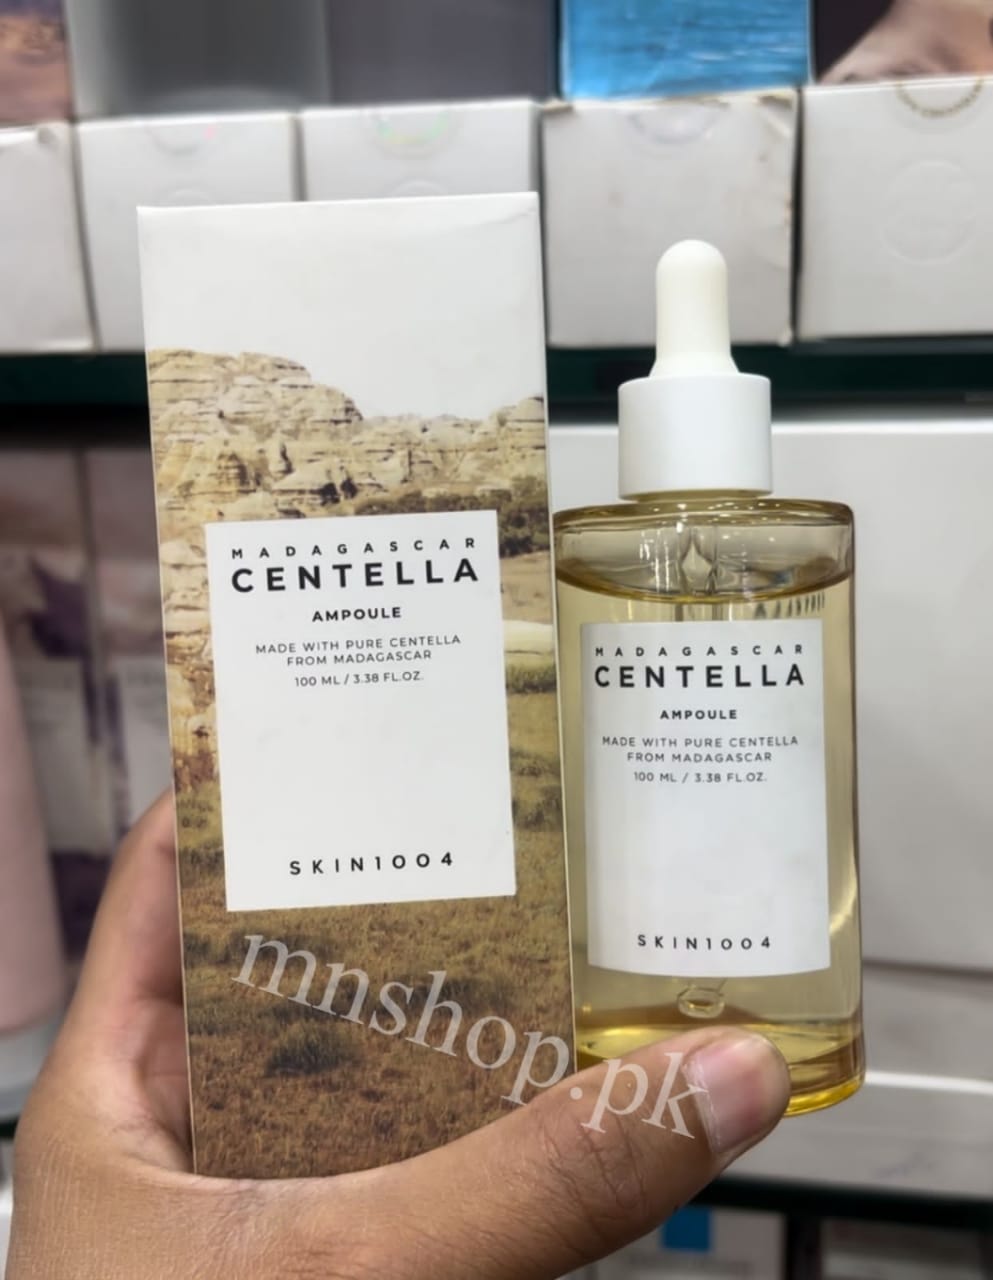 MADAGASCAR
CENTELLA
AMPOULE
MADE WITH PURE CENTELLA
FROM MADAGASCAR
100 ML / 3.38 FL.OZ.
SKIN1004
MADAGASCAR
CENTELLA
AMPOULE
MADE WITH PURE CENTELLA
FROM MADAGASCAR
100 ML / 3.38 FL.OZ.
SKIN1004
mnshop.pk